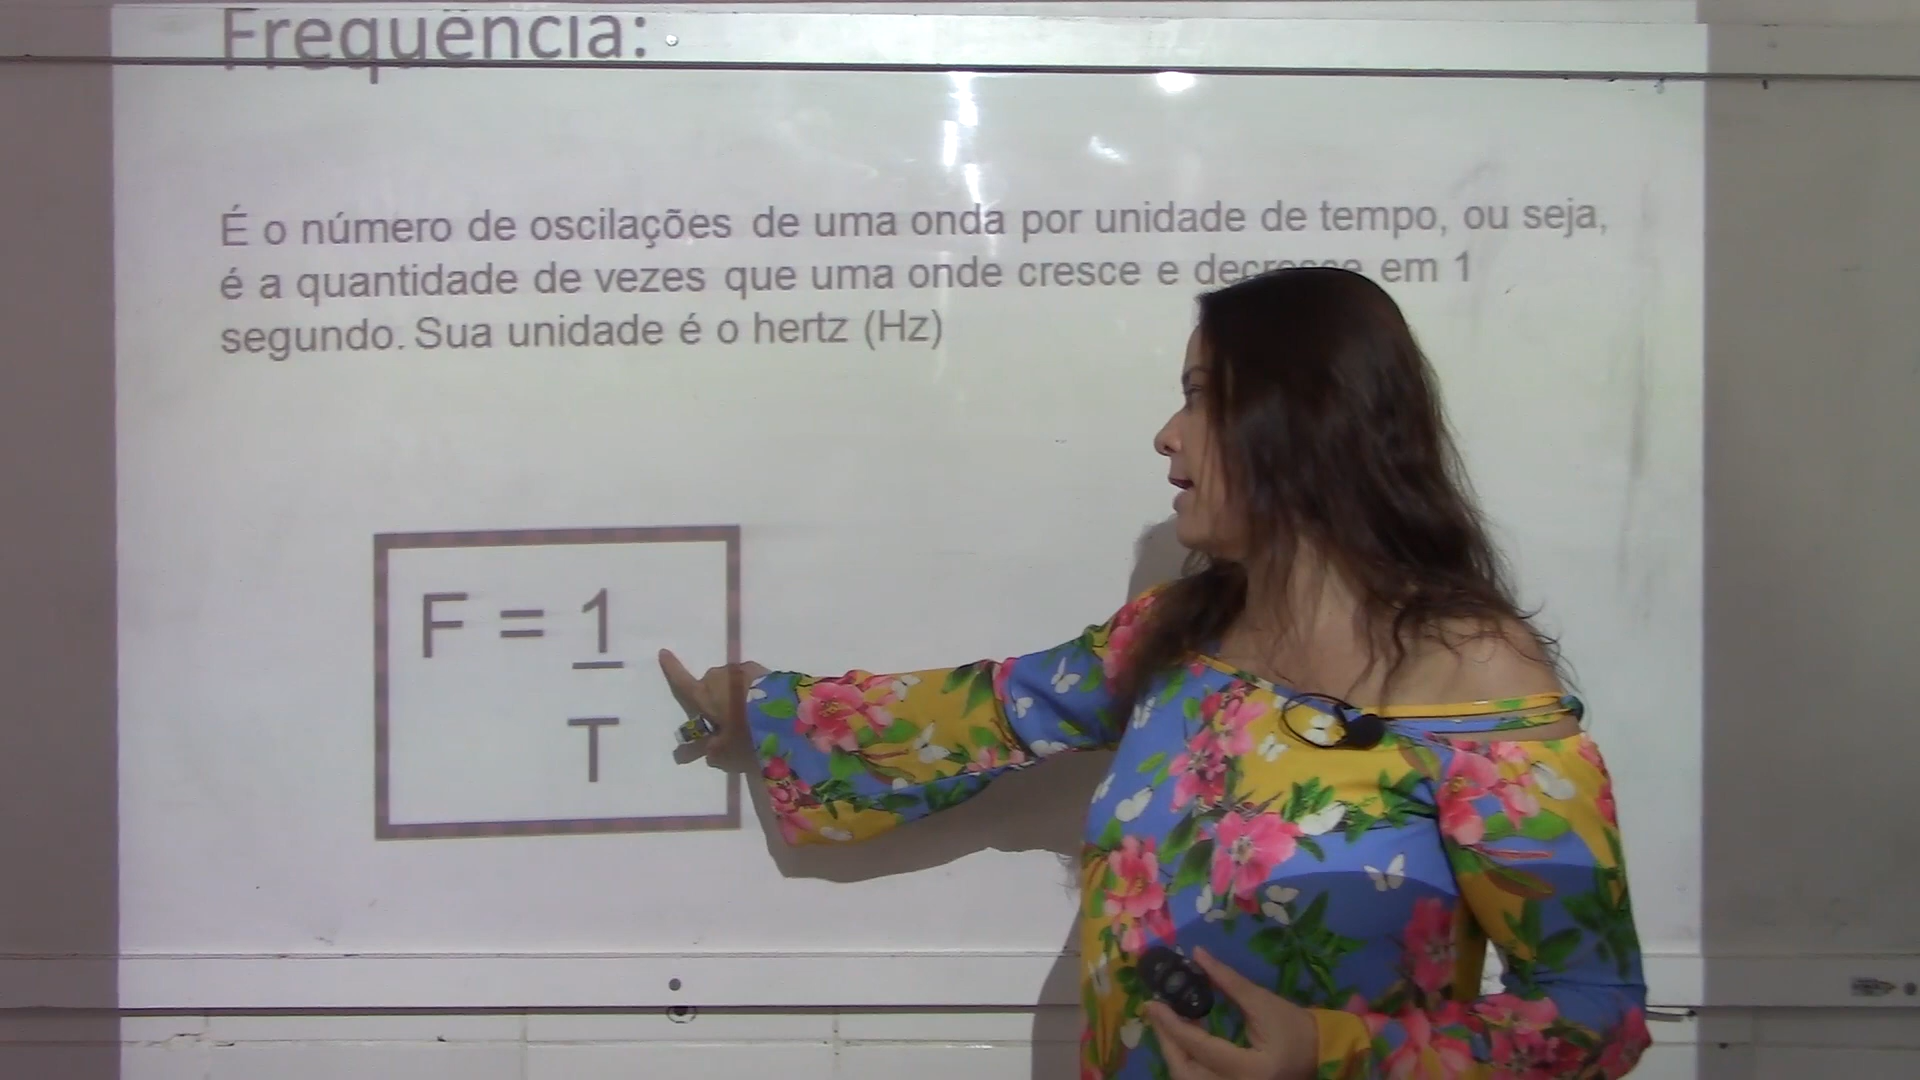 Frequência:
É o número de oscilações de uma onda por unidade de tempo, ou seja,
é a quantidade de vezes que uma onde cresce e decresce em 1
segundo. Sua unidade é o hertz (Hz)
F = 1
T